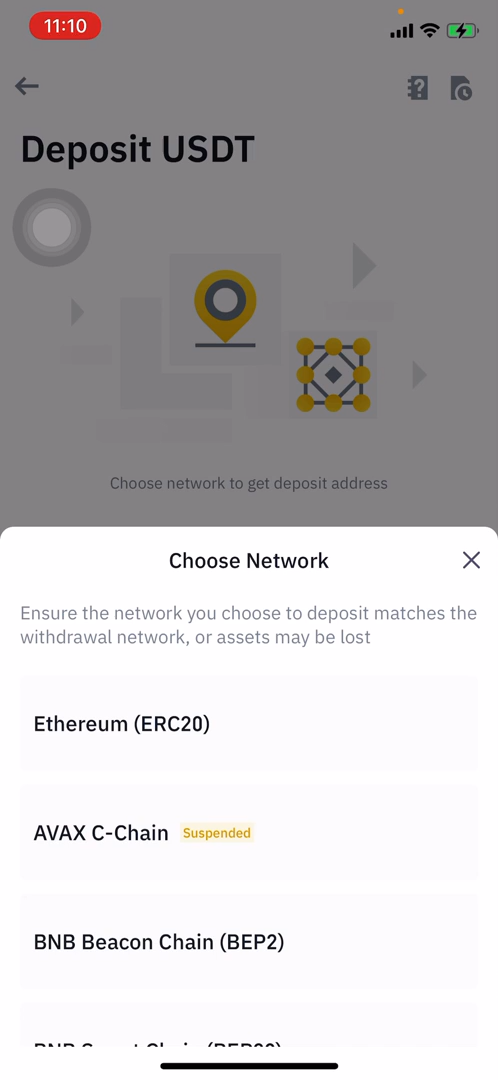 11:10
Deposit USDT
Choose network to get deposit address
Choose Network
Ensure the network you choose to deposit matches the
withdrawal network, or assets may be lost
Ethereum (ERC20)
AVAX C-Chain Suspended
BNB Beacon Chain (BEP2)